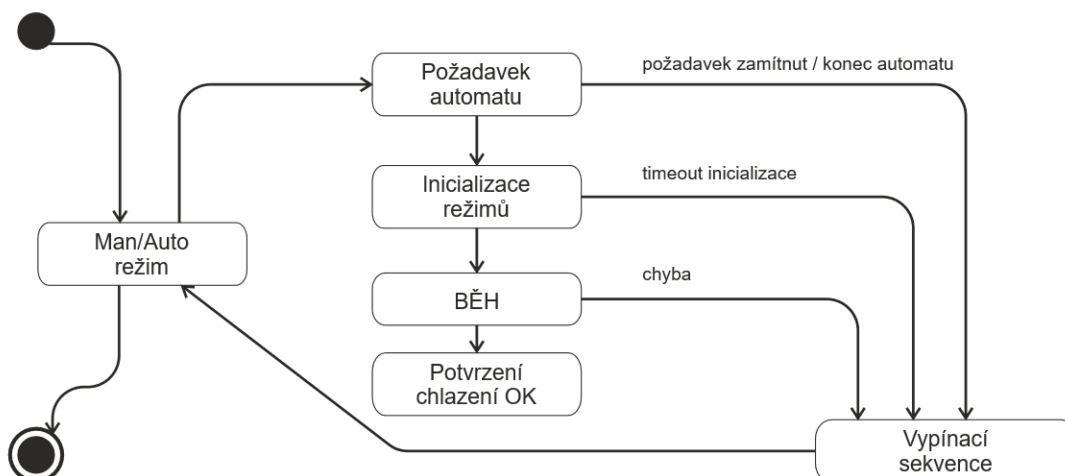 Požadavek
automatu
požadavek zamítnut / konec automatu
Inicializace
režimů
timeout inicializace
Man/Auto
režim
BĚH
chyba
Potvrzení
chlazení OK
Vypínací
sekvence